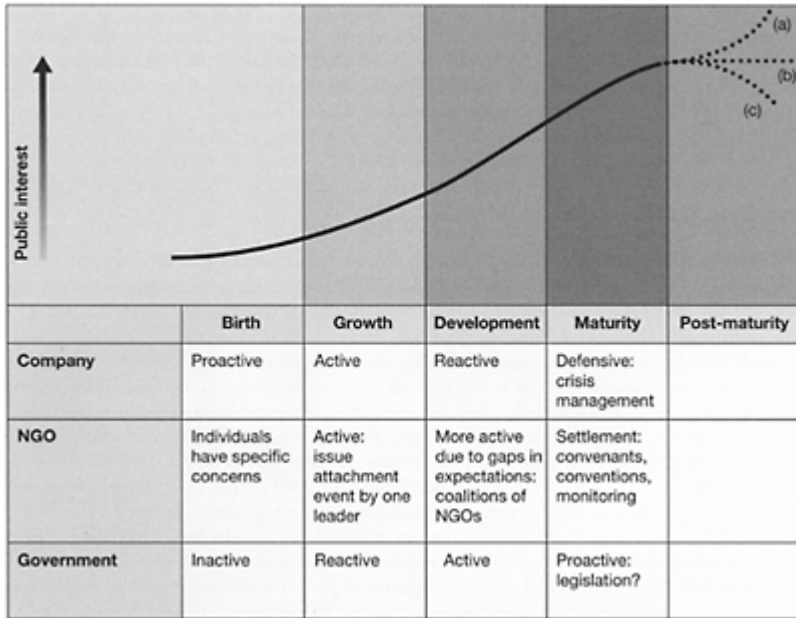 (a)
(b)
(c)
Public interest
Birth
Growth
Development
Maturity
Post-maturity
Company
Proactive
Active
Reactive
Defensive:
crisis
management
NGO
Individuals
have specific
concerns
Active:
issue
attachment
event by one
leader
More active
due to gaps in
expectations:
coalitions of
NGOs
Settlement:
convenants,
conventions,
monitoring
Government
Inactive
Reactive
Active
Proactive:
legislation?